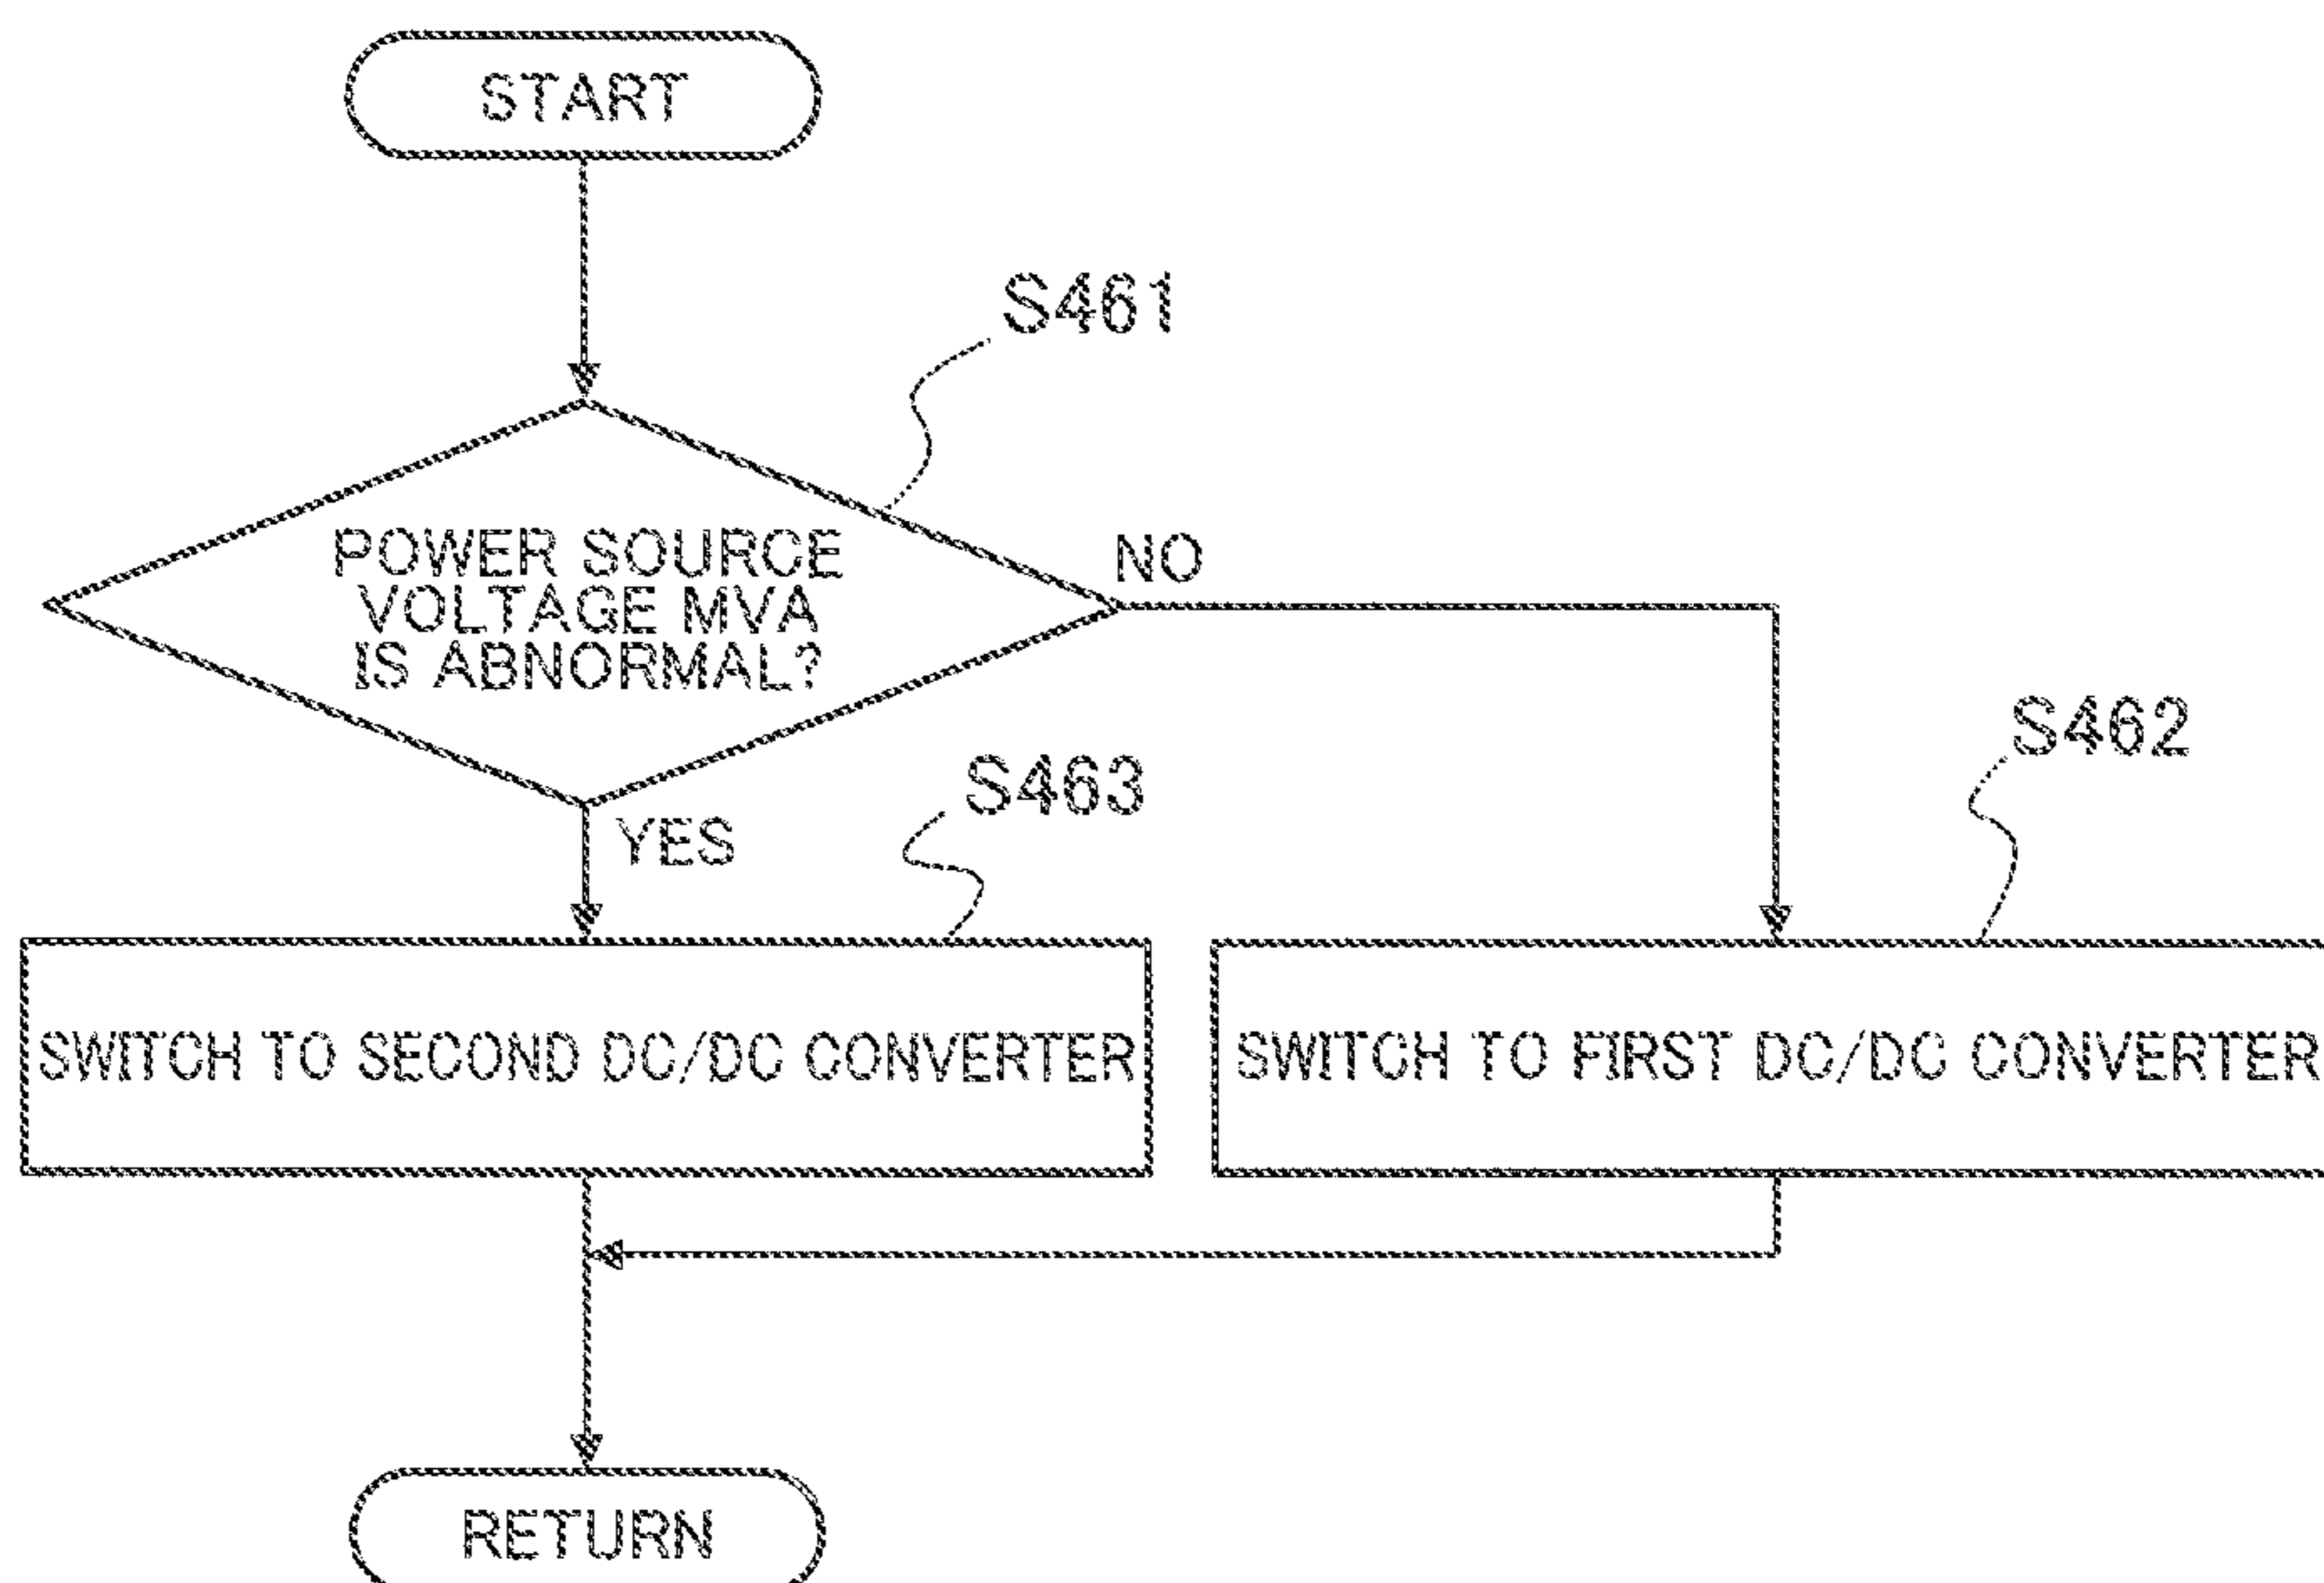 START
S461
POWER SOURCE
VOLTAGE MVA
IS ABNORMAL?
NO
S462
S463
YES
SWITCH TO SECOND DC/DC CONVERTER
SWITCH TO FIRST DC/DC CONVERTER
RETURN